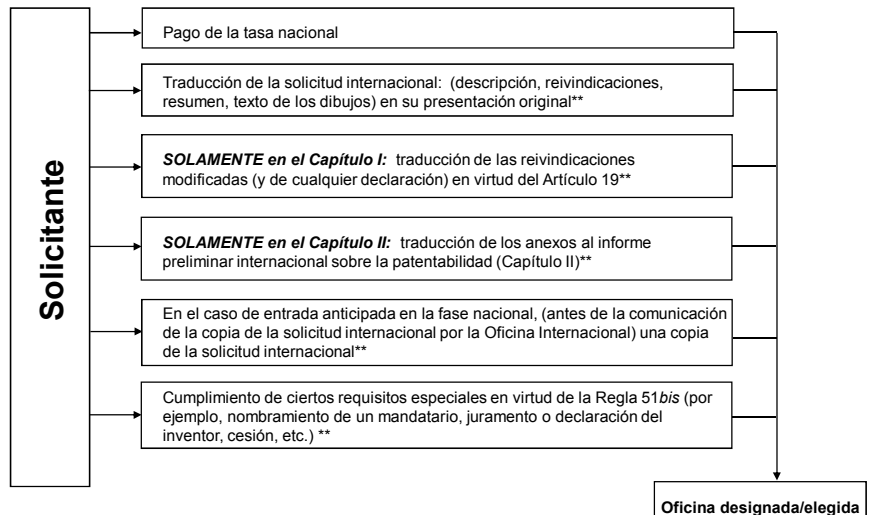 Solicitante
Pago de la tasa nacional
Traducción de la solicitud internacional: (descripción, reivindicaciones,
resumen, texto de los dibujos) en su presentación original**
SOLAMENTE en el Capítulo I: traducción de las reivindicaciones
modificadas (y de cualquier declaración) en virtud del Artículo 19**
SOLAMENTE en el Capítulo II: traducción de los anexos al informe
preliminar internacional sobre la patentabilidad (Capítulo II)**
En el caso de entrada anticipada en la fase nacional, (antes de la comunicación
de la copia de la solicitud internacional por la Oficina Internacional) una copia
de la solicitud internacional**
Cumplimiento de ciertos requisitos especiales en virtud de la Regla 51bis (por
ejemplo, nombramiento de un mandatario, juramento o declaración del
inventor, cesión, etc.) **
Oficina designada/elegida